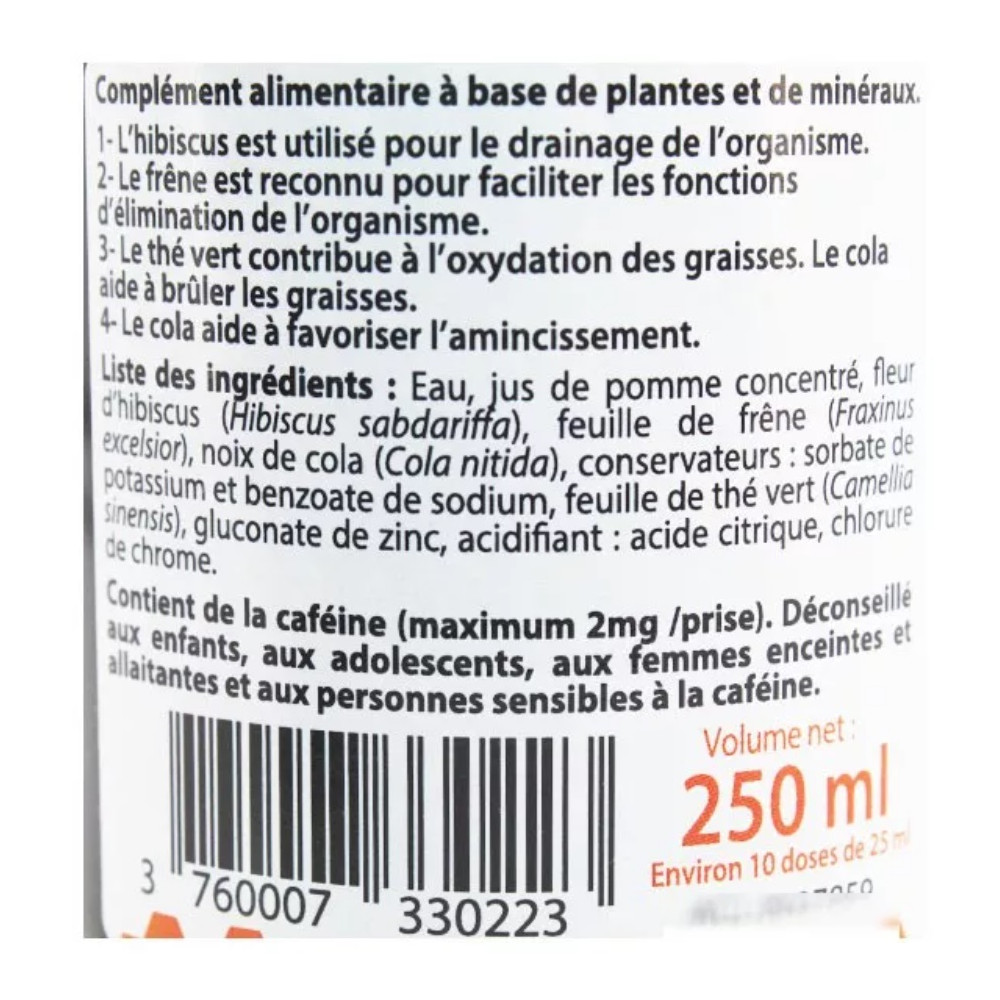 Complément alimentaire à base de plantes et de minéraux.
1- L'hibiscus est utilisé pour le drainage de l'organisme.
2- Le frêne est reconnu pour faciliter les fonctions
d'élimination de l'organisme.
3- Le thé vert contribue à l'oxydation des graisses. Le cola
aide à brûler les graisses.
4- Le cola aide à favoriser l'amincissement.
Liste des ingrédients : Eau, jus de pomme concentré, fleur
d'hibiscus (Hibiscus sabdariffa), feuille de frêne (Fraxinus
excelsior), noix de cola (Cola nitida), conservateurs : sorbate de
potassium et benzoate de sodium, feuille de thé vert (Camellia
sinensis), gluconate de zinc, acidifiant : acide citrique, chlorure
de chrome.
Contient de la caféine (maximum 2mg /prise). Déconseillé
aux enfants, aux adolescents, aux femmes enceintes et
allaitantes et aux personnes sensibles à la caféine.
Volume net :
250 ml
Environ 10 doses de 25 ml
3 760007 330223